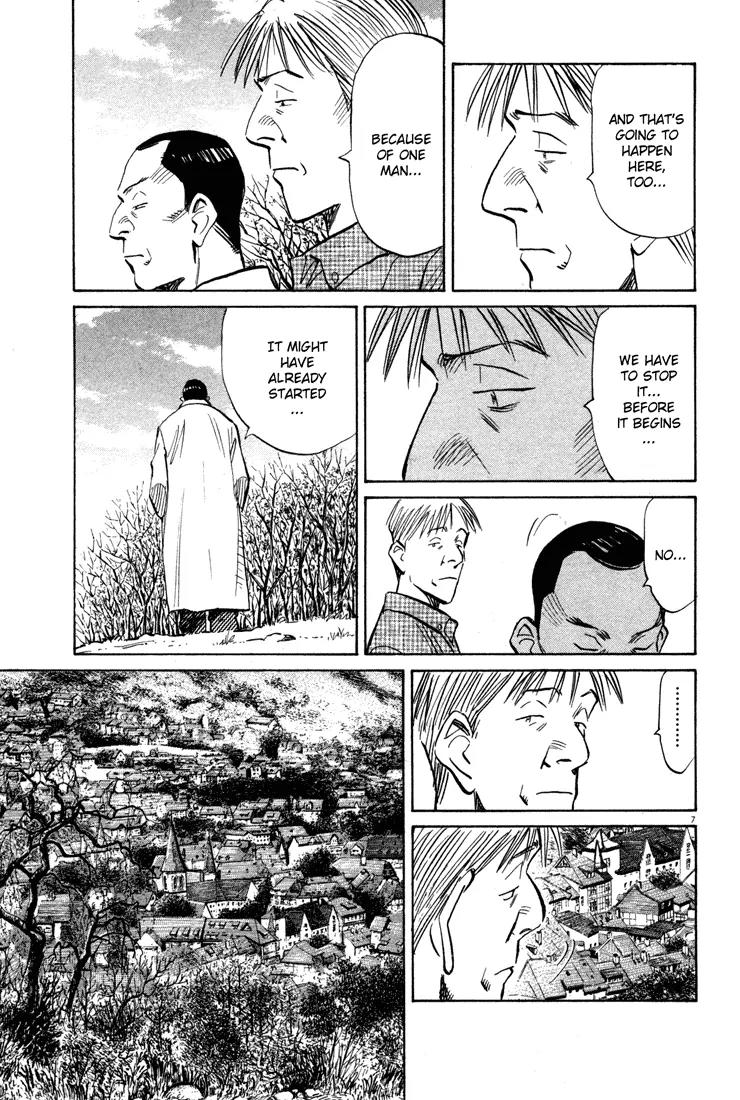 AND THAT'S
GOING TO
HAPPEN
HERE,
TOO...
BECAUSE
OF ONE
MAN...
WE HAVE
TO STOP
IT...
BEFORE
IT BEGINS
...
IT MIGHT
HAVE
ALREADY
STARTED
...
NO...
.........
7